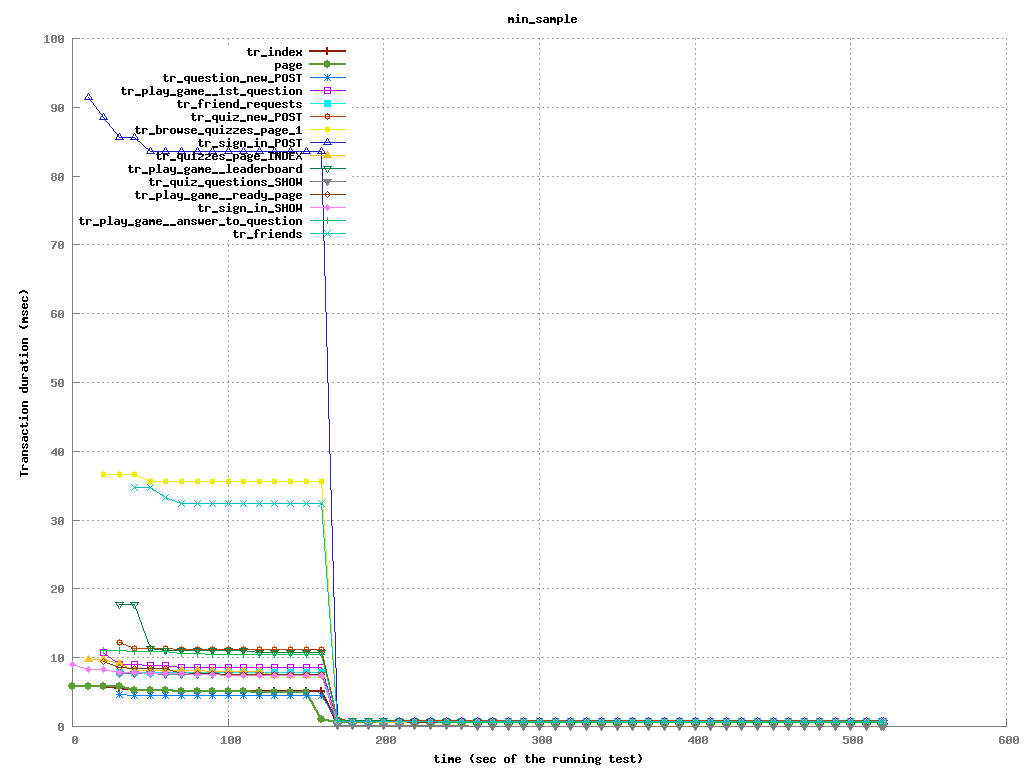 min_sample
100
90
80
70
60
50
40
30
20
10
0
Transaction duration (msec)
tr_index
page
tr_question_new_POST
tr_play_game__1st_question
tr_friend_requests
tr_quiz_new_POST
tr_browse_quizzes_page_1
tr_sign_in_POST
tr_quizzes_page_INDEX
tr_play_game__leaderboard
tr_quiz_questions_SHOW
tr_play_game__ready_page
tr_sign_in_SHOW
tr_play_game__answer_to_question
tr_friends
0 100 200 300 400 500 600
time (sec of the running test)